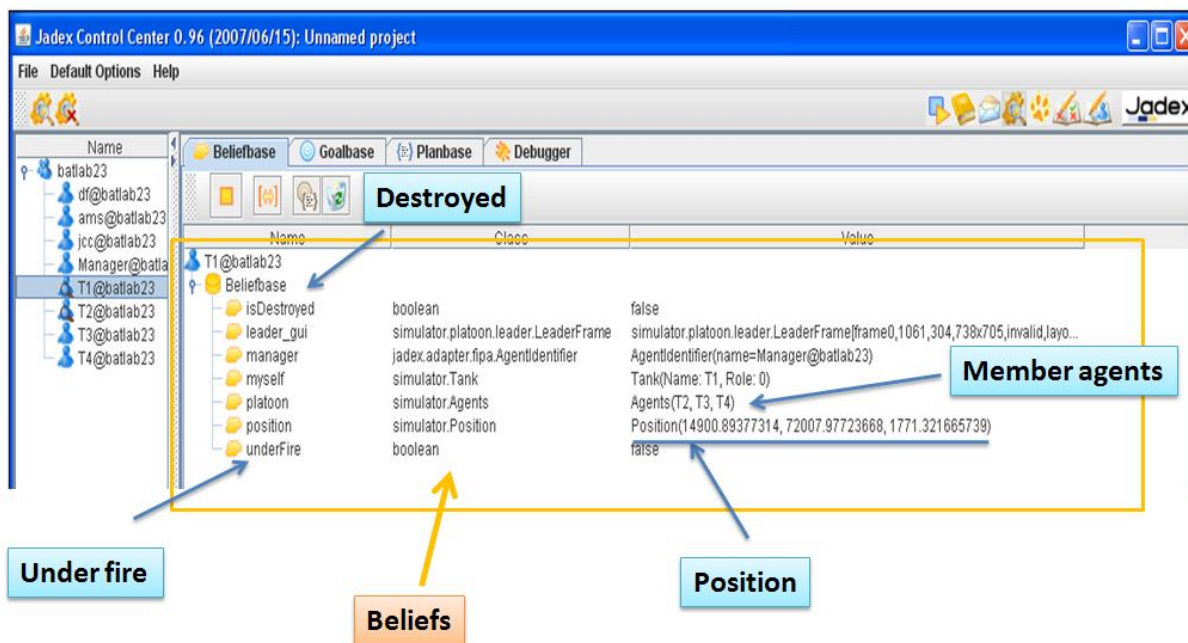 Jadex Control Center 0.96 (2007/06/15): Unnamed project
File Default Options Help
Jadex
Name
batlab23
df@batlab23
ams@batlab23
jcc@batlab23
Manager@batla
T1@batlab23
T2@batlab23
T3@batlab23
T4@batlab23
Beliefbase Goalbase Planbase Debugger
Destroyed
Name Class Value
T1@batlab23
Beliefbase
isDestroyed boolean false
leader_gui simulator.platoon.leader.LeaderFrame simulator.platoon.leader.LeaderFrame[frame0,1061,304,738x705,invalid,layo...
manager jadex.adapter.fipa.AgentIdentifier AgentIdentifier(name=Manager@batlab23)
myself simulator.Tank Tank(Name: T1, Role: 0)
Member agents
platoon simulator.Agents Agents(T2, T3, T4)
position simulator.Position Position(14900.89377314, 72007.97723668, 1771.321665739)
underFire boolean false
Under fire
Position
Beliefs